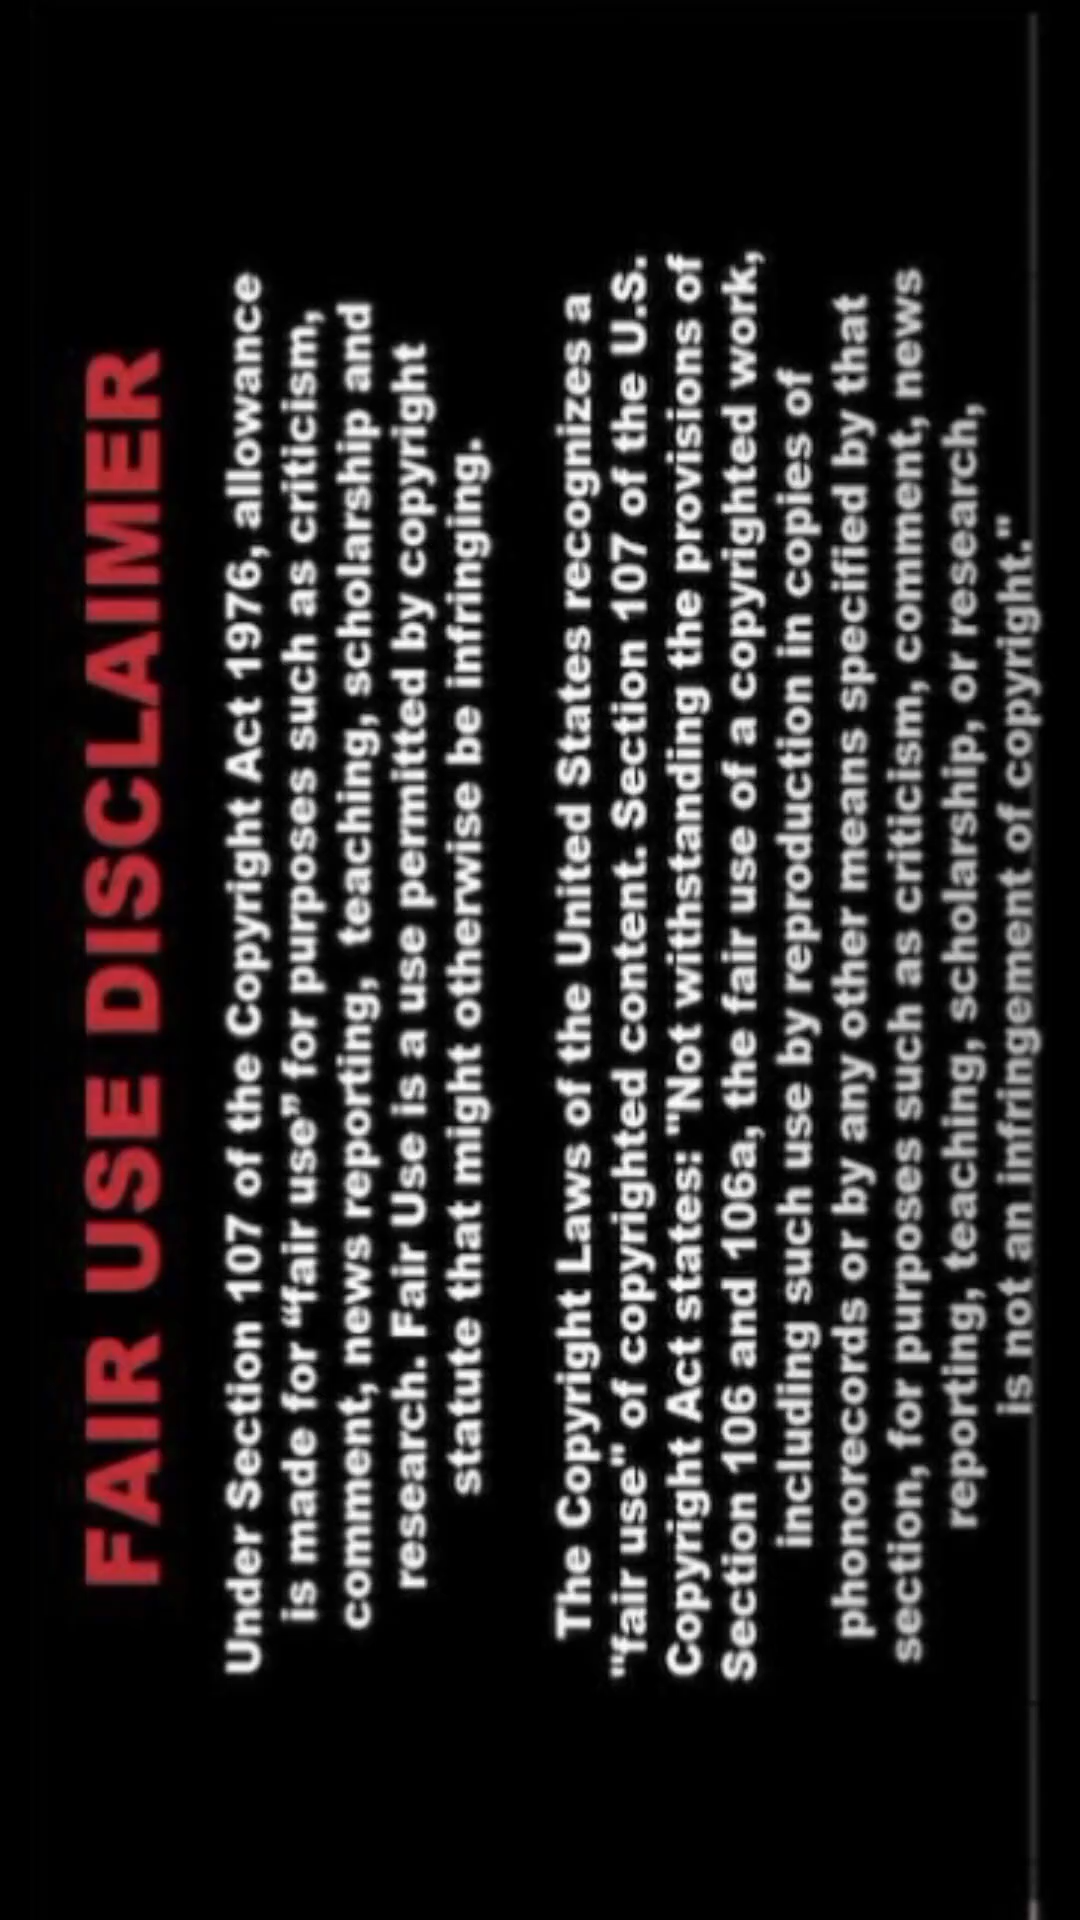 FAIR USE DISCLAIMER
Under Section 107 of the Copyright Act 1976, allowance
is made for “fair use” for purposes such as criticism,
comment, news reporting, teaching, scholarship and
research. Fair Use is a use permitted by copyright
statute that might otherwise be infringing.
The Copyright Laws of the United States recognizes a
"fair use" of copyrighted content. Section 107 of the U.S.
Copyright Act states: "Not withstanding the provisions of
Section 106 and 106a, the fair use of a copyrighted work,
including such use by reproduction in copies of
phonorecords or by any other means specified by that
section, for purposes such as criticism, comment, news
reporting, teaching, scholarship, or research,
is not an infringement of copyright."